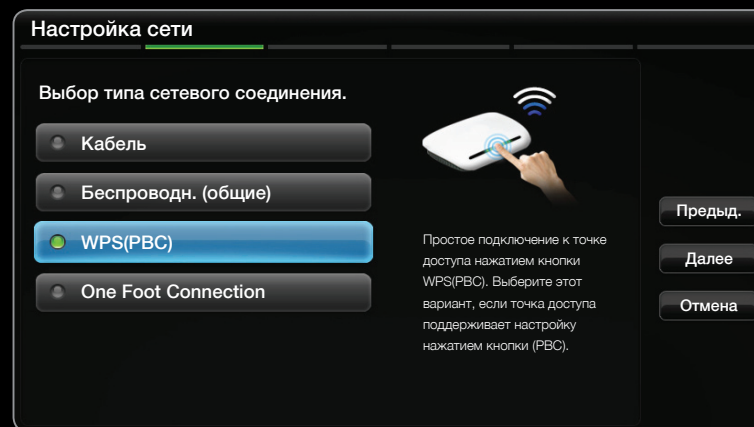 Настройка сети
Выбор типа сетевого соединения.
Кабель
Беспроводн. (общие)
WPS(PBC)
One Foot Connection
Простое подключение к точке
доступа нажатием кнопки
WPS(PBC). Выберите этот
вариант, если точка доступа
поддерживает настройку
нажатием кнопки (PBC).
Предыд.
Далее
Отмена